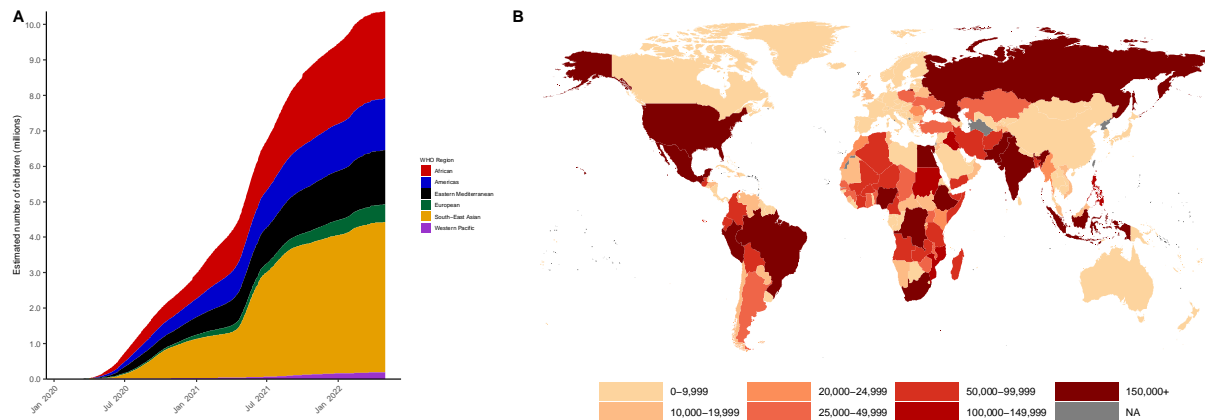 A
Estimated number of children (millions)
10.0
9.0
8.0
7.0
6.0
5.0
4.0
3.0
2.0
1.0
0.0
Jan 2020
Jul 2020
Jan 2021
Jul 2021
Jan 2022
WHO Region
African
Americas
Eastern Mediterranean
European
South−East Asian
Western Pacific
B
0−9,999
10,000−19,999
20,000−24,999
25,000−49,999
50,000−99,999
100,000−149,999
150,000+
NA